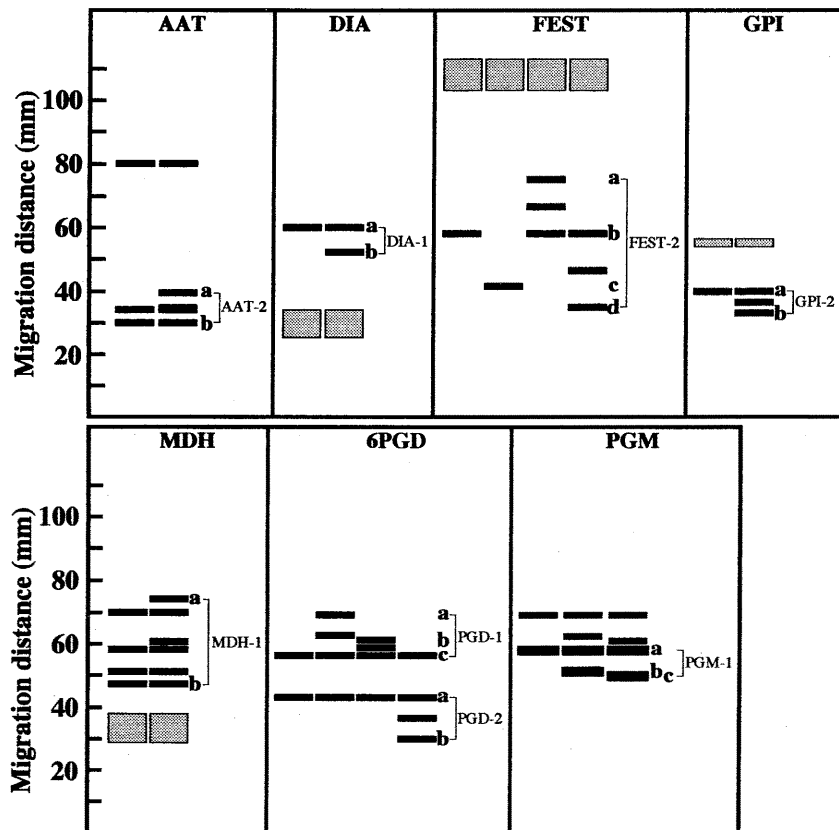 AAT DIA FEST GPI
Migration distance (mm)
100
80
60
40
20
a
AAT-2
b
a
DIA-1
b
a
b
FEST-2
c
d
a
GPI-2
b
MDH 6PGD PGM
Migration distance (mm)
100
80
60
40
20
a
MDH-1
b
a
b
PGD-1
c
a
PGD-2
b
a
PGM-1
b
c